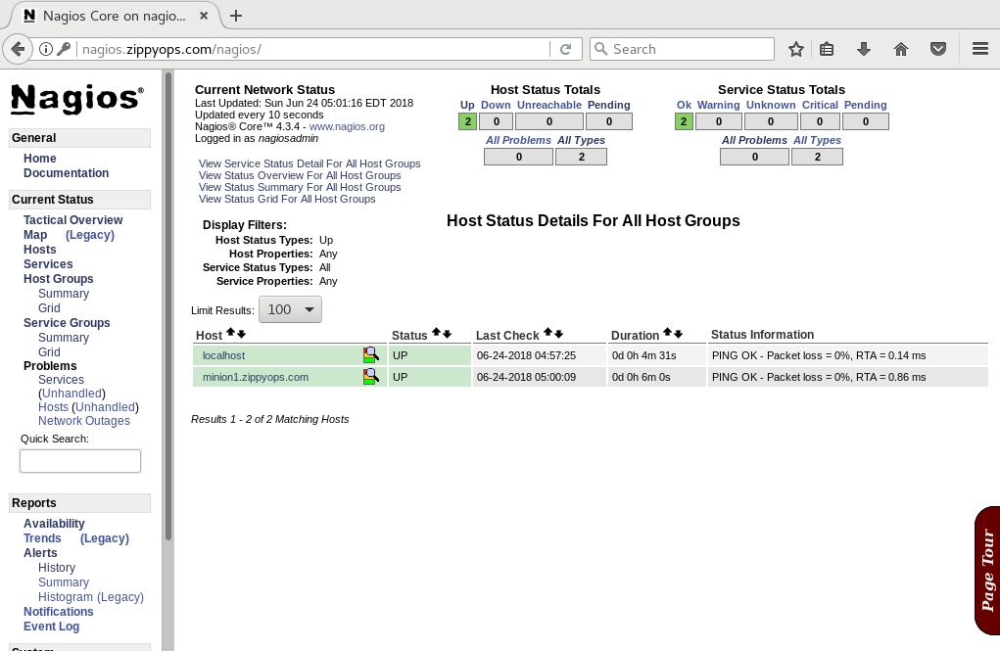 Nagios Core on nagio...
nagios.zippyops.com/nagios/
Search
Nagios®
General
Home
Documentation
Current Status
Tactical Overview
Map (Legacy)
Hosts
Services
Host Groups
Summary
Grid
Service Groups
Summary
Grid
Problems
Services
(Unhandled)
Hosts (Unhandled)
Network Outages
Quick Search:
Reports
Availability
Trends (Legacy)
Alerts
History
Summary
Histogram (Legacy)
Notifications
Event Log
System
Current Network Status
Last Updated: Sun Jun 24 05:01:16 EDT 2018
Updated every 10 seconds
Nagios® Core™ 4.3.4 - www.nagios.org
Logged in as nagiosadmin
View Service Status Detail For All Host Groups
View Status Overview For All Host Groups
View Status Summary For All Host Groups
View Status Grid For All Host Groups
Host Status Totals
Up Down Unreachable Pending
2 0 0 0
All Problems All Types
0 2
Service Status Totals
Ok Warning Unknown Critical Pending
2 0 0 0 0
All Problems All Types
0 2
Display Filters:
Host Status Types: Up
Host Properties: Any
Service Status Types: All
Service Properties: Any
Host Status Details For All Host Groups
Limit Results: 100
Host Status Last Check Duration Status Information
localhost UP 06-24-2018 04:57:25 0d 0h 4m 31s PING OK - Packet loss = 0%, RTA = 0.14 ms
minion1.zippyops.com UP 06-24-2018 05:00:09 0d 0h 6m 0s PING OK - Packet loss = 0%, RTA = 0.86 ms
Results 1 - 2 of 2 Matching Hosts
Page Tour